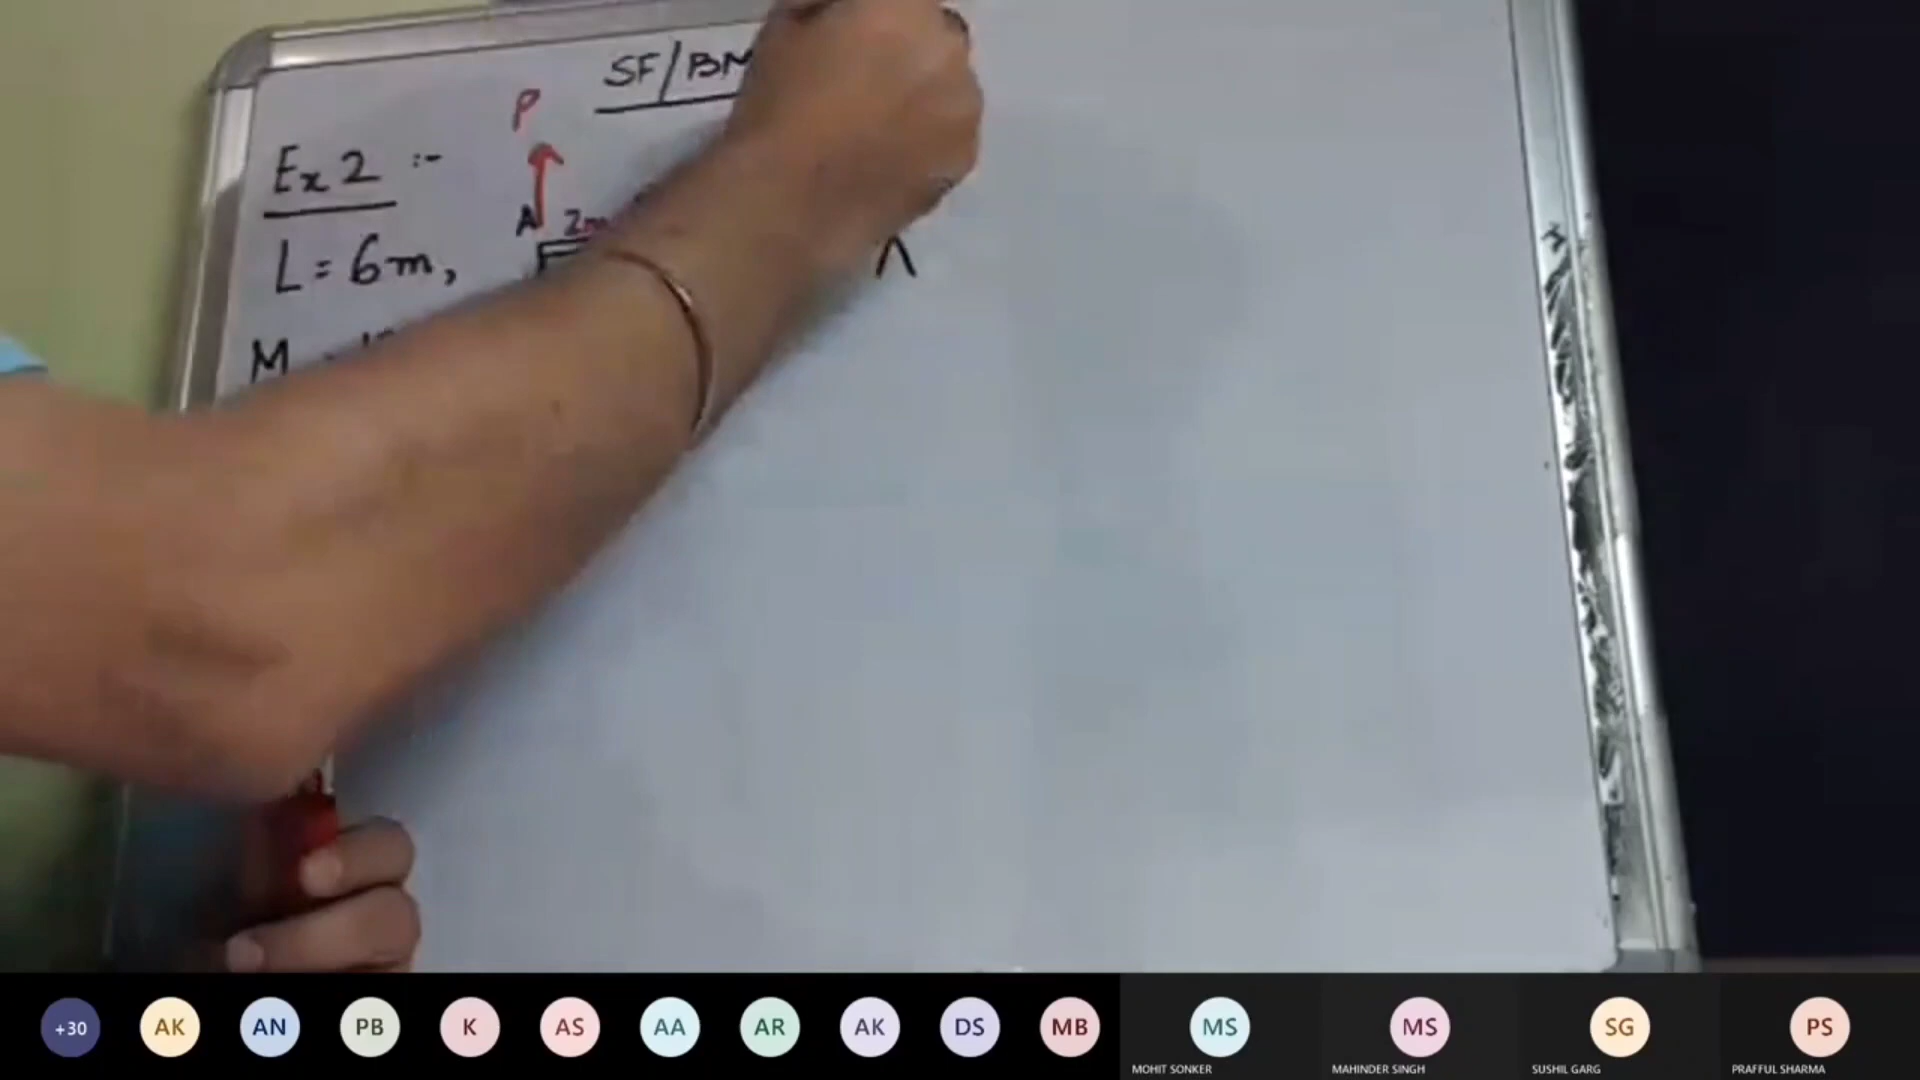 SF/BM
P
Ex 2 :-
A 2m
L = 6m,
M
+30 AK AN PB K AS AA AR AK DS MB MS MS SG PS
MOHIT SONKER MAHINDER SINGH SUSHIL GARG PRAFFUL SHARMA